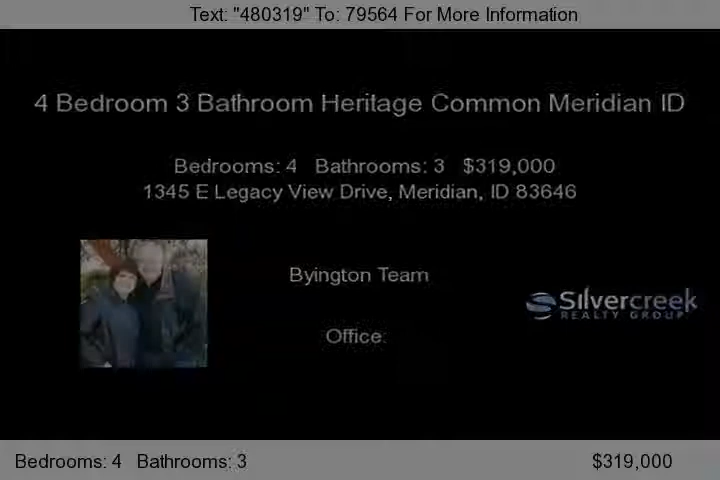 Text: "480319" To: 79564 For More Information
4 Bedroom 3 Bathroom Heritage Common Meridian ID
Bedrooms: 4 Bathrooms: 3 $319,000
1345 E Legacy View Drive, Meridian, ID 83646
Byington Team
Silvercreek
REALTY GROUP
Office:
Bedrooms: 4 Bathrooms: 3 $319,000